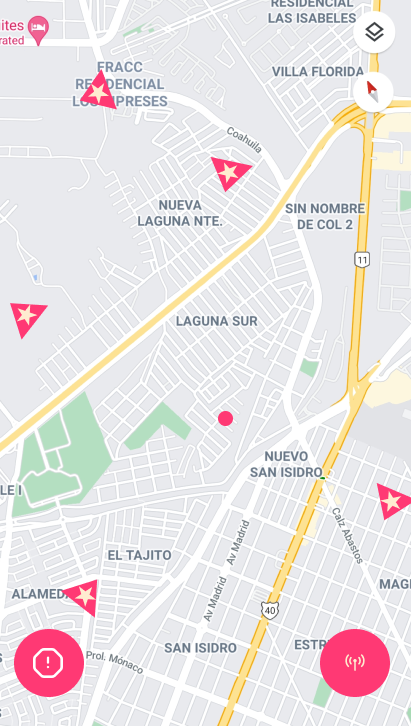 RESIDENCIAL
LAS ISABELES
ites
rated
FRACC
RESIDENCIAL
LOS CIPRESES
VILLA FLORIDA
Coahuila
NUEVA
LAGUNA NTE.
SIN NOMBRE
DE COL 2
11
LAGUNA SUR
NUEVO
SAN ISIDRO
LE I
Calz Abastos
Av Madrid
EL TAJITO
ALAMED
MAG
Av Madrid
40
SAN ISIDRO
ESTR
Prol. Monaco
S